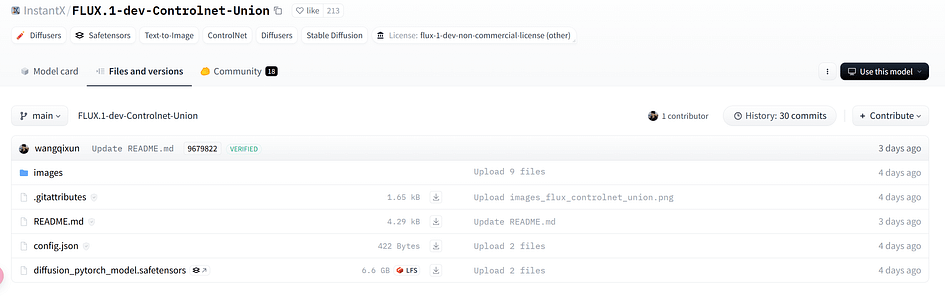 InstantX/FLUX.1-dev-Controlnet-Union like 213
Diffusers Safetensors Text-to-Image ControlNet Diffusers Stable Diffusion License: flux-1-dev-non-commercial-license (other)
Model card Files and versions Community 18 Use this model
main FLUX.1-dev-Controlnet-Union 1 contributor History: 30 commits + Contribute
wangqixun Update README.md 9679822 VERIFIED 3 days ago
images Upload 9 files 4 days ago
.gitattributes 1.65 kB Upload images_flux_controlnet_union.png 4 days ago
README.md 4.29 kB Update README.md 3 days ago
config.json 422 Bytes Upload 2 files 4 days ago
diffusion_pytorch_model.safetensors 6.6 GB LFS Upload 2 files 4 days ago